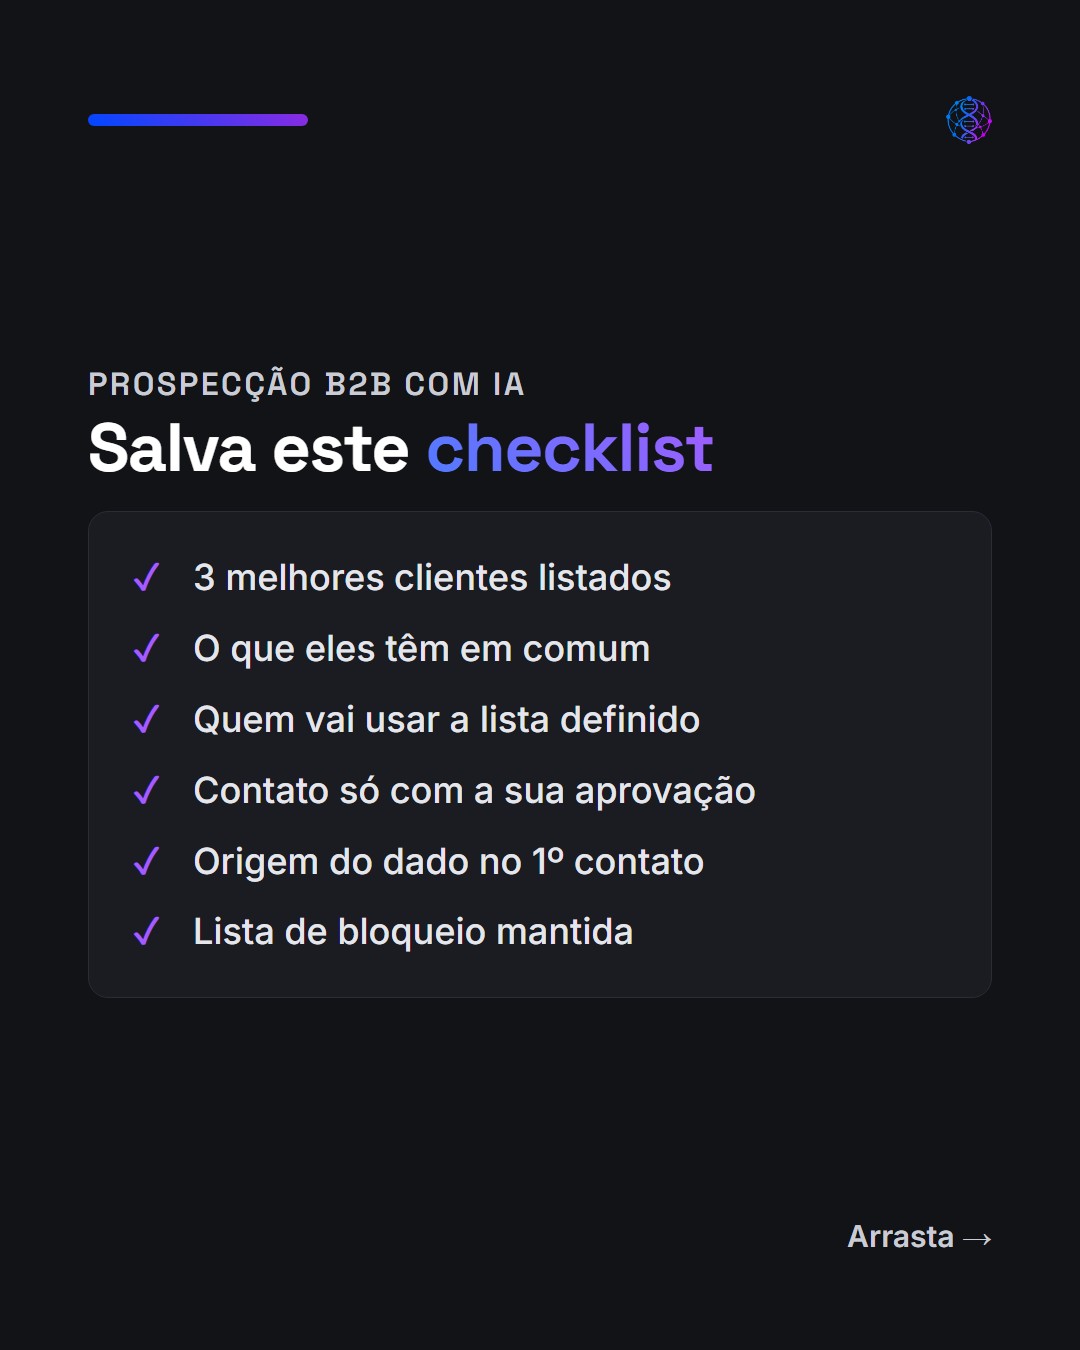 PROSPECÇÃO B2B COM IA
Salva este checklist
✓ 3 melhores clientes listados
✓ O que eles têm em comum
✓ Quem vai usar a lista definido
✓ Contato só com a sua aprovação
✓ Origem do dado no 1º contato
✓ Lista de bloqueio mantida
Arrasta →